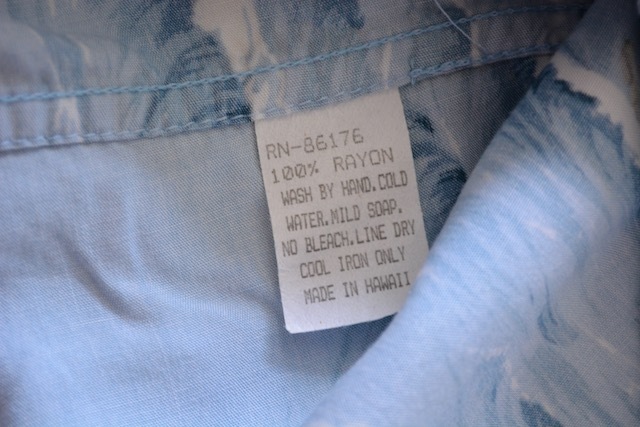 RN-86176
100% RAYON
WASH BY HAND.COLD
WATER.MILD SOAP.
NO BLEACH.LINE DRY
COOL IRON ONLY
MADE IN HAWAII